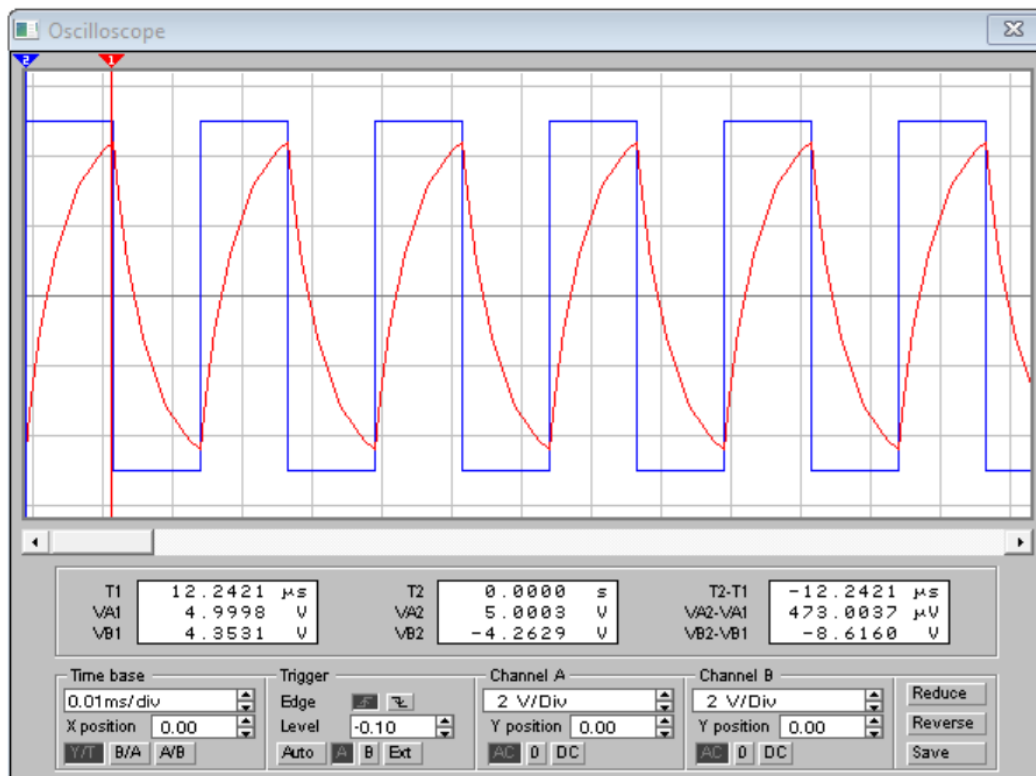 Oscilloscope
2 1
T1 12.2421 µs T2 0.0000 s T2-T1 -12.2421 µs
VA1 4.9998 V VA2 5.0003 V VA2-VA1 473.0037 µV
VB1 4.3531 V VB2 -4.2629 V VB2-VB1 -8.6160 V
Time base Trigger Channel A Channel B
0.01ms/div Edge 2 V/Div 2 V/Div Reduce
X position 0.00 Level -0.10 Y position 0.00 Y position 0.00 Reverse
Y/T B/A A/B Auto A B Ext AC 0 DC AC 0 DC Save